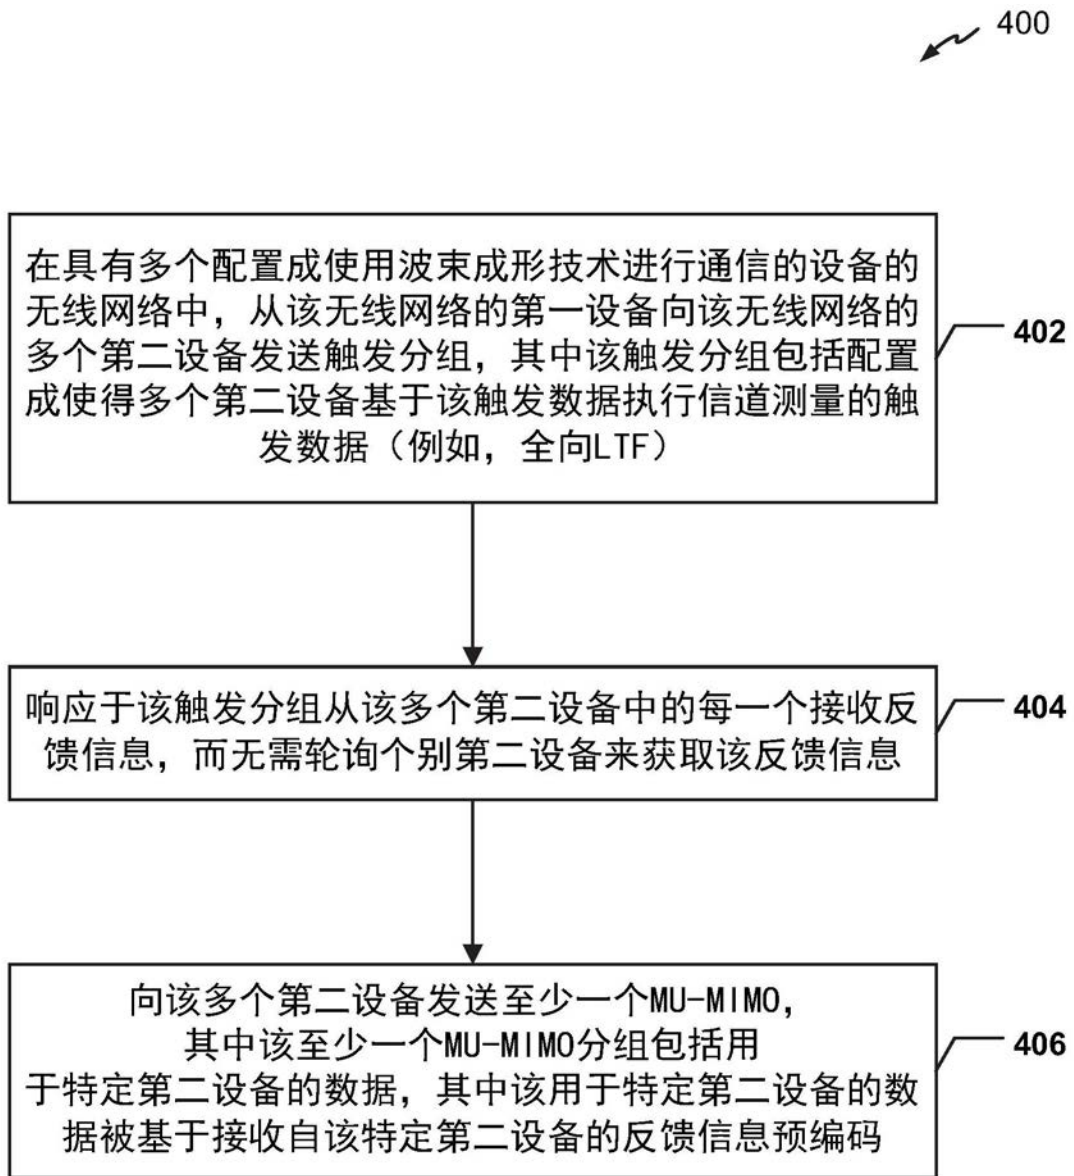 400
在具有多个配置成使用波束成形技术进行通信的设备的
无线网络中，从该无线网络的第一设备向该无线网络的
多个第二设备发送触发分组，其中该触发分组包括配置
成使得多个第二设备基于该触发数据执行信道测量的触
发数据（例如，全向LTF）
402
响应于该触发分组从该多个第二设备中的每一个接收反
馈信息，而无需轮询个别第二设备来获取该反馈信息
404
向该多个第二设备发送至少一个MU-MIMO，
其中该至少一个MU-MIMO分组包括用
于特定第二设备的数据，其中该用于特定第二设备的数
据被基于接收自该特定第二设备的反馈信息预编码
406